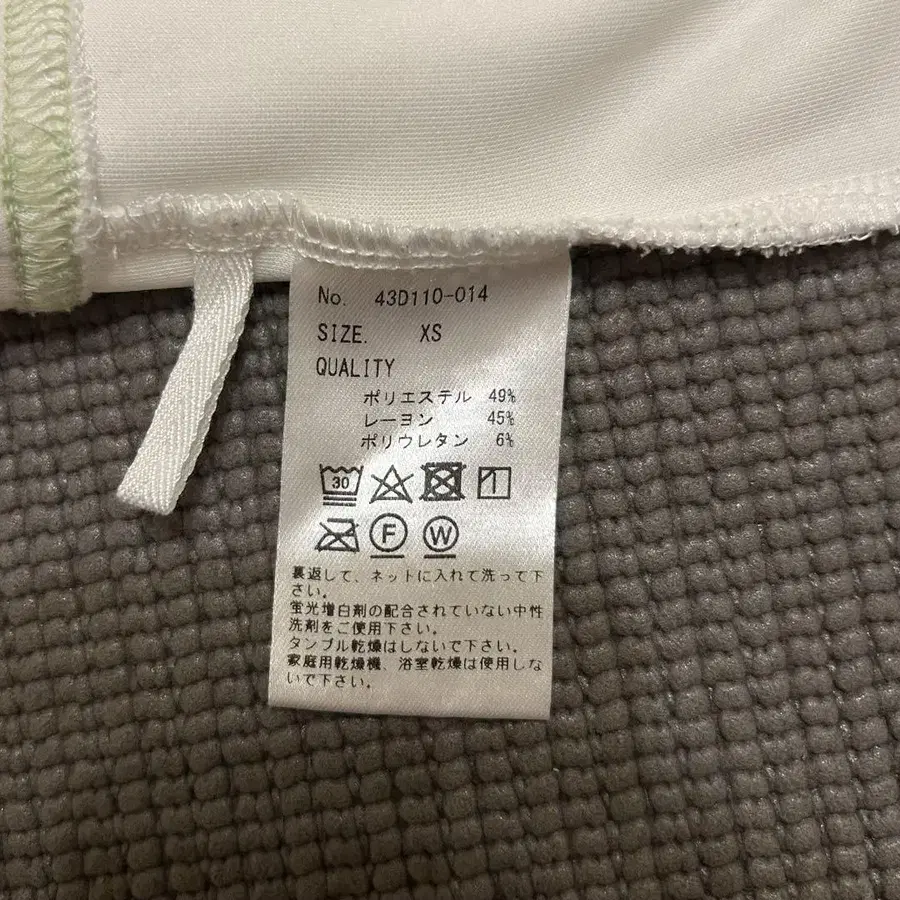 No. 43D110-014
SIZE. XS
QUALITY
ポリエステル 49%
レーヨン 45%
ポリウレタン 6%
30
F W
裏返して、ネットに入れて洗って下
さい。
蛍光増白剤の配合されていない中性
洗剤をご使用下さい。
タンブル乾燥はしないで下さい。
家庭用乾燥機、浴室乾燥は使用しな
いで下さい。